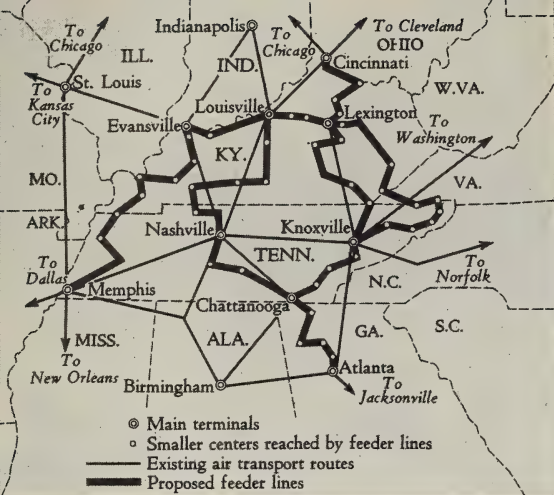 Indianapolis
To
Chicago
To
Chicago
To Cleveland
OHIO
ILL.
IND.
Cincinnati
St. Louis
To
Kansas
City
W.VA.
Louisville
Lexington
Evansville
To
Washington
KY.
MO.
VA.
ARK.
Nashville
Knoxville
TENN.
To
Dallas
Memphis
N.C.
To
Norfolk
Chattanooga
MISS.
ALA.
GA.
S.C.
To
New Orleans
Birmingham
Atlanta
To
Jacksonville
Main terminals
Smaller centers reached by feeder lines
Existing air transport routes
Proposed feeder lines